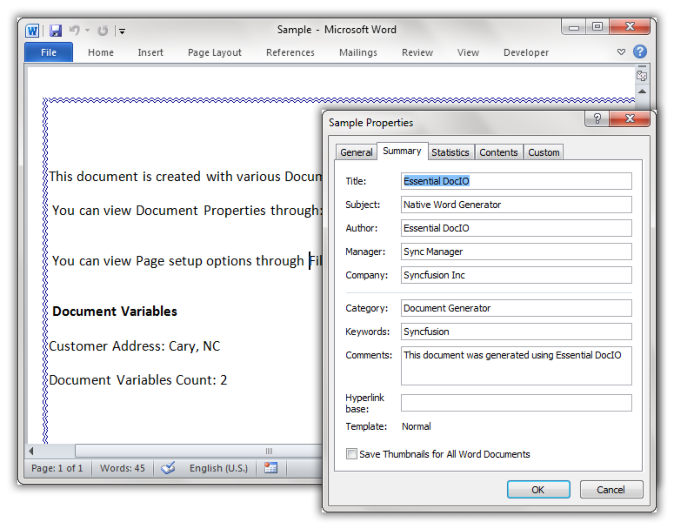 Sample - Microsoft Word
File Home Insert Page Layout References Mailings Review View Developer
This document is created with various Docum
You can view Document Properties through:
You can view Page setup options through Fil
Document Variables
Customer Address: Cary, NC
Document Variables Count: 2
Page: 1 of 1 Words: 45 English (U.S.)
Sample Properties
General Summary Statistics Contents Custom
Title: Essential DocIO
Subject: Native Word Generator
Author: Essential DocIO
Manager: Sync Manager
Company: Syncfusion Inc
Category: Document Generator
Keywords: Syncfusion
Comments: This document was generated using Essential DocIO
Hyperlink
base:
Template: Normal
Save Thumbnails for All Word Documents
OK Cancel